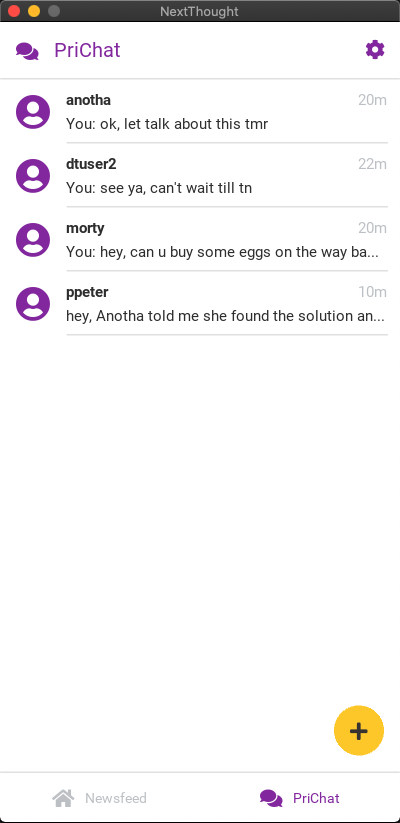 NextThought
PriChat
anotha 20m
You: ok, let talk about this tmr
dtuser2 22m
You: see ya, can't wait till tn
morty 20m
You: hey, can u buy some eggs on the way ba...
ppeter 10m
hey, Anotha told me she found the solution an...
Newsfeed PriChat